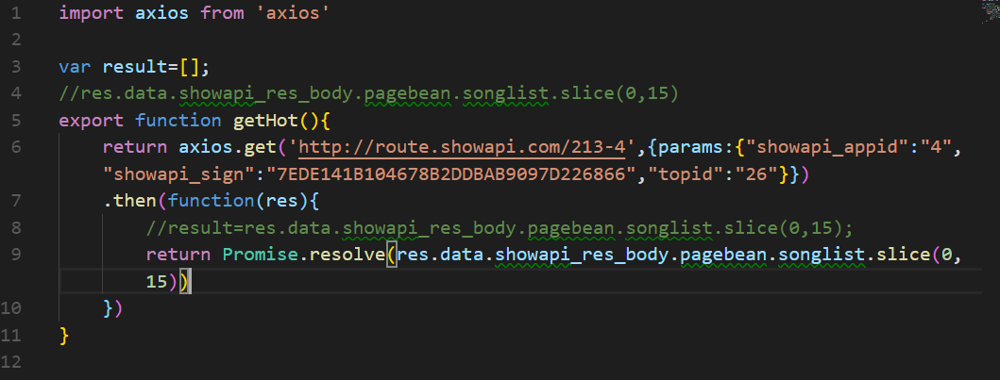 1 import axios from 'axios'
2
3 var result=[];
4 //res.data.showapi_res_body.pagebean.songlist.slice(0,15)
5 export function getHot(){
6 return axios.get('http://route.showapi.com/213-4',{params:{"showapi_appid":"4",
"showapi_sign":"7EDE141B104678B2DDBAB9097D226866","topid":"26"}})
7 .then(function(res){
8 //result=res.data.showapi_res_body.pagebean.songlist.slice(0,15);
9 return Promise.resolve(res.data.showapi_res_body.pagebean.songlist.slice(0,
15))
10 })
11 }
12